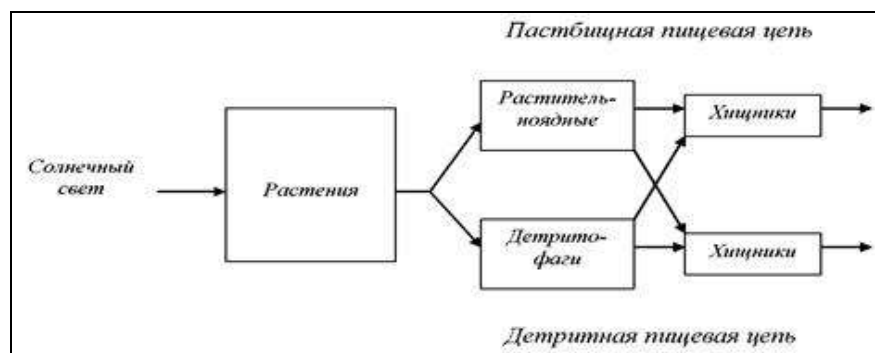 Пастбищная пищевая цепь
Раститель-
ноядные
Хищники
Солнечный
свет
Растения
Детрито-
фаги
Хищники
Детритная пищевая цепь